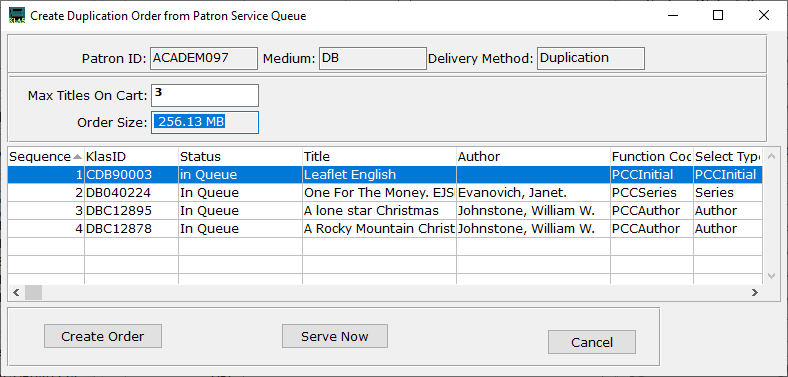 Create Duplication Order from Patron Service Queue
Patron ID: ACADEM097 Medium: DB Delivery Method: Duplication
Max Titles On Cart: 3
Order Size: 256.13 MB
Sequence KlasID Status Title Author Function Coc Select Type
1 CDB90003 in Queue Leaflet English PCCInitial PCCInitial
2 DB040224 In Queue One For The Money. EJS Evanovich, Janet. PCCSeries Series
3 DBC12895 In Queue A lone star Christmas Johnstone, William W. PCCAuthor Author
4 DBC12878 In Queue A Rocky Mountain Christ Johnstone, William W. PCCAuthor Author
Create Order Serve Now Cancel